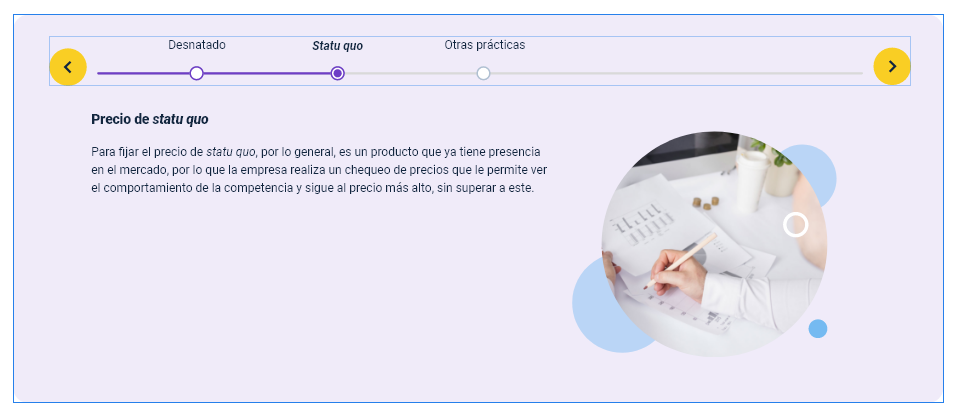 Desnatado
Statu quo
Otras prácticas
Precio de statu quo
Para fijar el precio de statu quo, por lo general, es un producto que ya tiene presencia
en el mercado, por lo que la empresa realiza un chequeo de precios que le permite ver
el comportamiento de la competencia y sigue al precio más alto, sin superar a este.